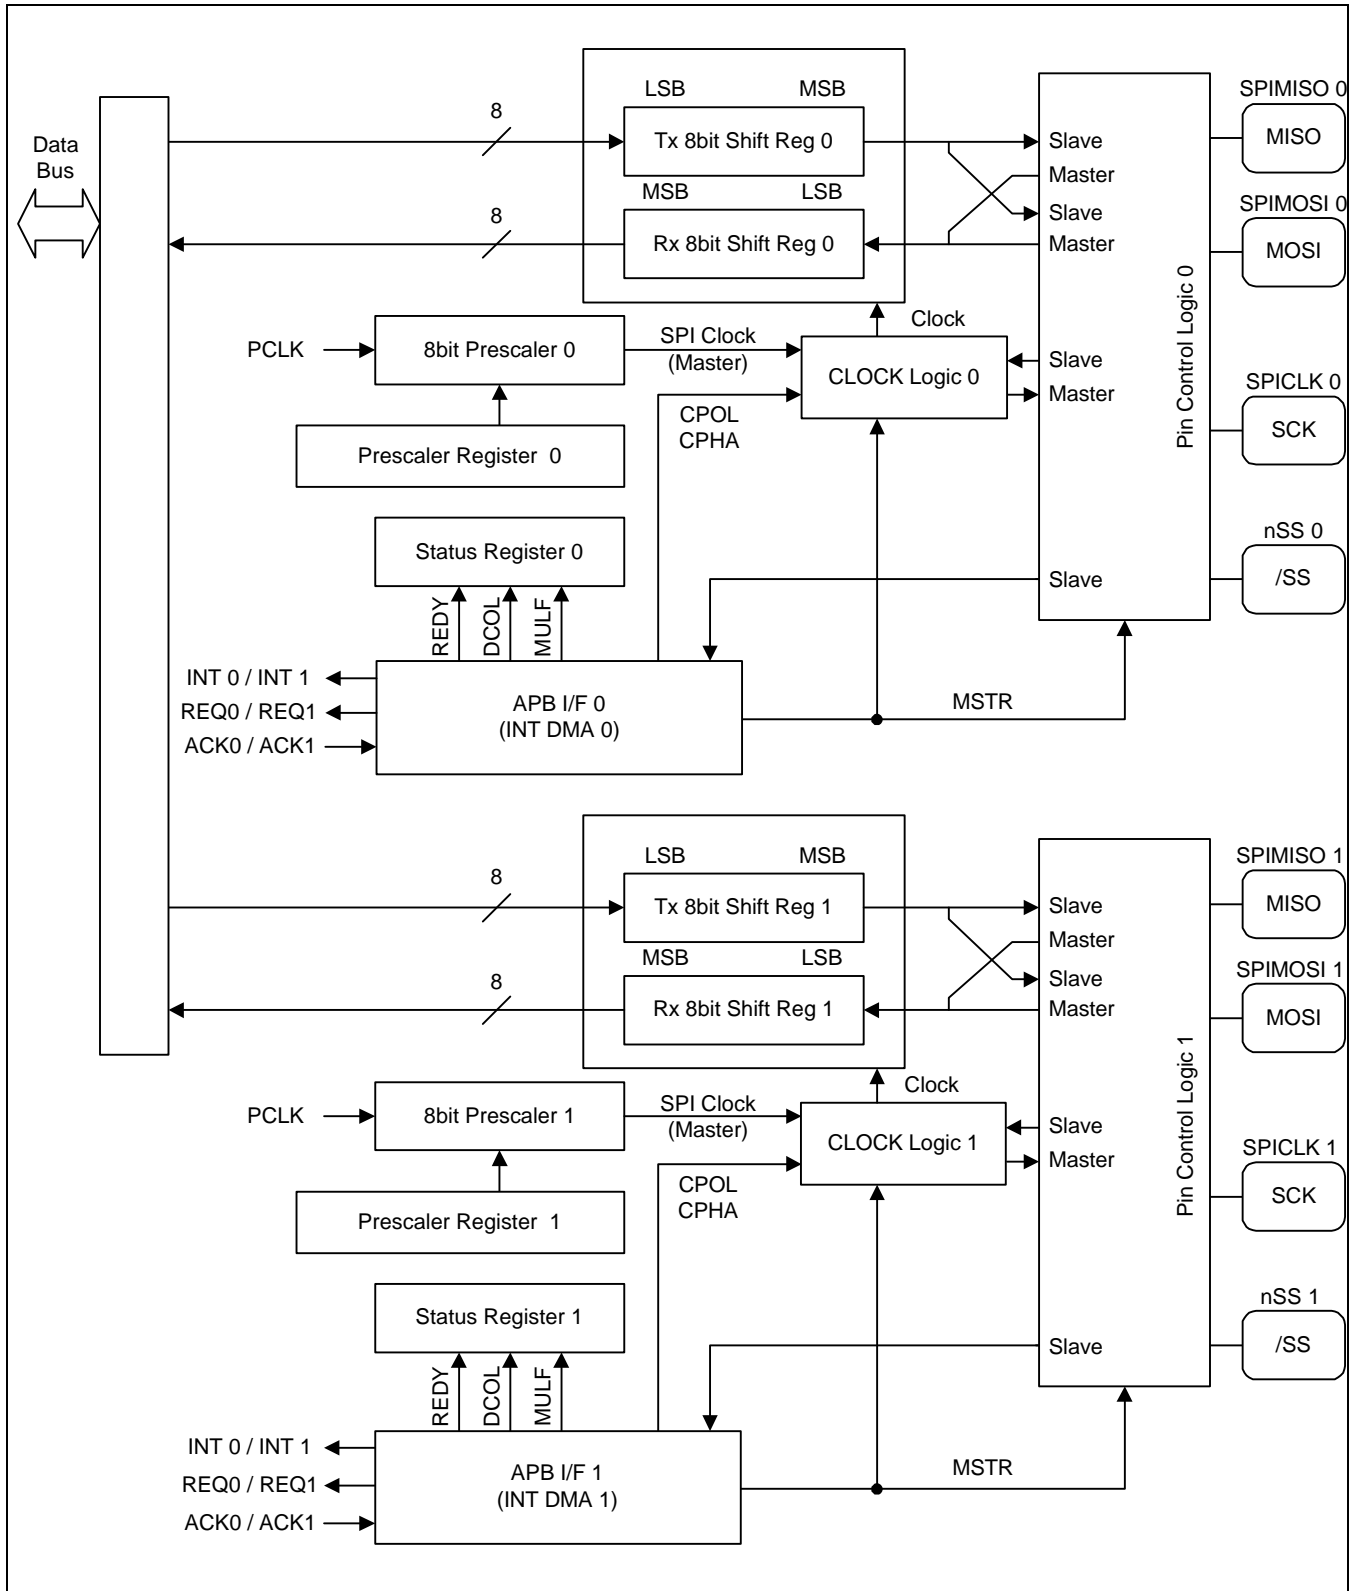 LSB MSB
SPIMISO 0
8
Data
Bus
Tx 8bit Shift Reg 0
Slave
MISO
Master
MSB LSB
SPIMOSI 0
8
Slave
Rx 8bit Shift Reg 0
Master
MOSI
Pin Control Logic 0
Clock
PCLK
8bit Prescaler 0
SPI Clock
(Master)
CLOCK Logic 0
Slave
Master
SPICLK 0
CPOL
CPHA
SCK
Prescaler Register 0
nSS 0
Status Register 0
Slave
/SS
REDY
DCOL
MULF
INT 0 / INT 1
REQ0 / REQ1
ACK0 / ACK1
APB I/F 0
(INT DMA 0)
MSTR
LSB MSB
SPIMISO 1
8
Tx 8bit Shift Reg 1
Slave
MISO
Master
MSB LSB
SPIMOSI 1
8
Slave
Rx 8bit Shift Reg 1
Master
MOSI
Pin Control Logic 1
Clock
PCLK
8bit Prescaler 1
SPI Clock
(Master)
CLOCK Logic 1
Slave
Master
SPICLK 1
CPOL
CPHA
SCK
Prescaler Register 1
nSS 1
Status Register 1
Slave
/SS
REDY
DCOL
MULF
INT 0 / INT 1
REQ0 / REQ1
ACK0 / ACK1
APB I/F 1
(INT DMA 1)
MSTR